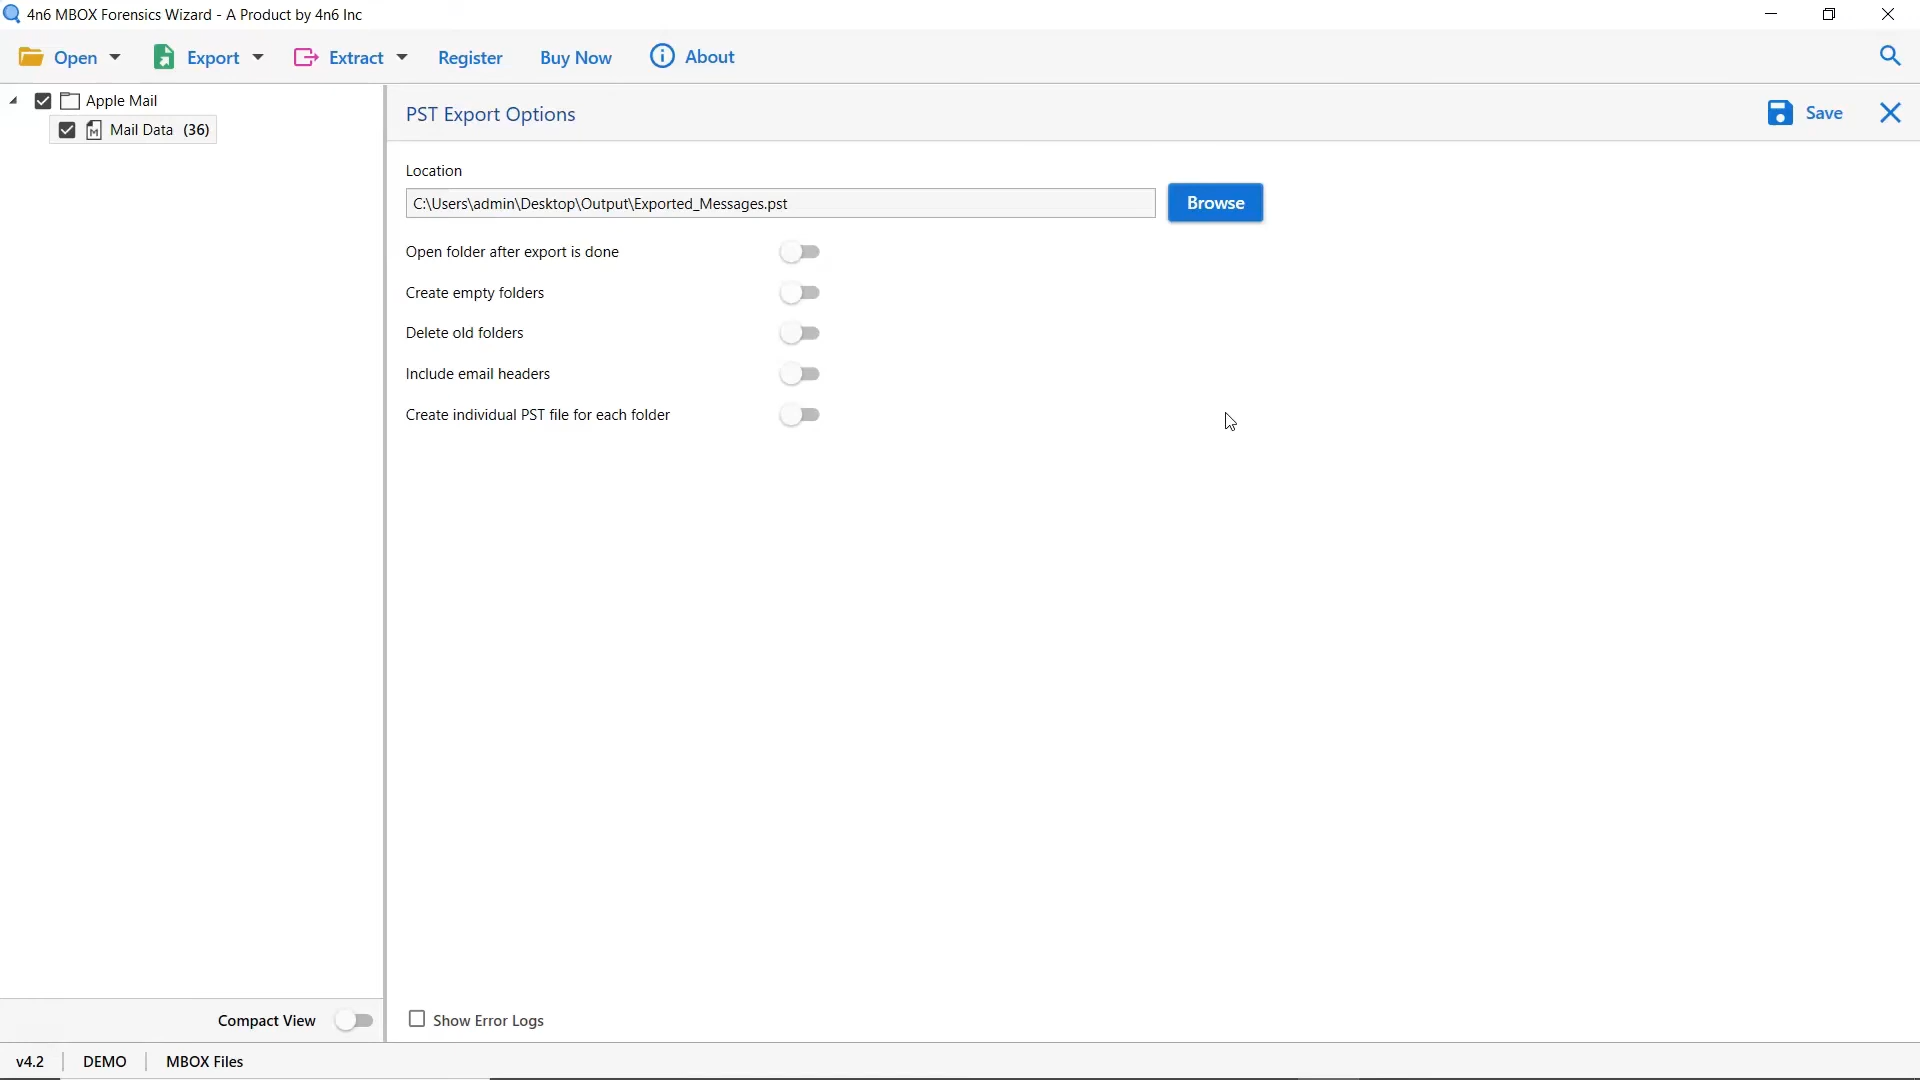 4n6 MBOX Forensics Wizard - A Product by 4n6 Inc
Open Export Extract Register Buy Now About
Apple Mail
Mail Data (36)
PST Export Options
Save
Location
C:\Users\admin\Desktop\Output\Exported_Messages.pst
Browse
Open folder after export is done
Create empty folders
Delete old folders
Include email headers
Create individual PST file for each folder
Compact View
Show Error Logs
v4.2 DEMO MBOX Files